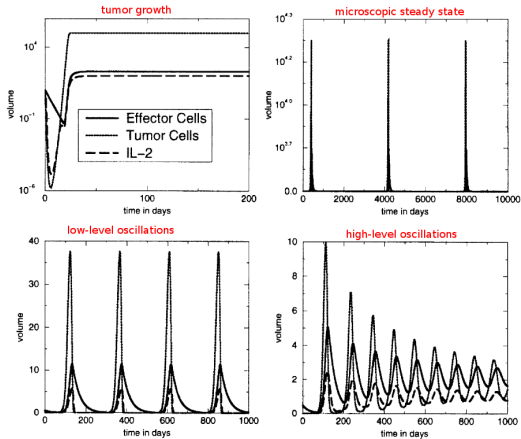 tumor growth
10^4
10^-1
10^-6
volume
Effector Cells
Tumor Cells
IL-2
0
100
200
time in days
microscopic steady state
10^4.3
10^4.2
10^4.0
10^3.7
0.0
volume
0
2000
4000
6000
8000
10000
time in days
low-level oscillations
40
35
30
20
10
0
volume
0
200
400
600
800
1000
time in days
high-level oscillations
10
8
6
4
2
0
volume
0
200
400
600
800
1000
time in days